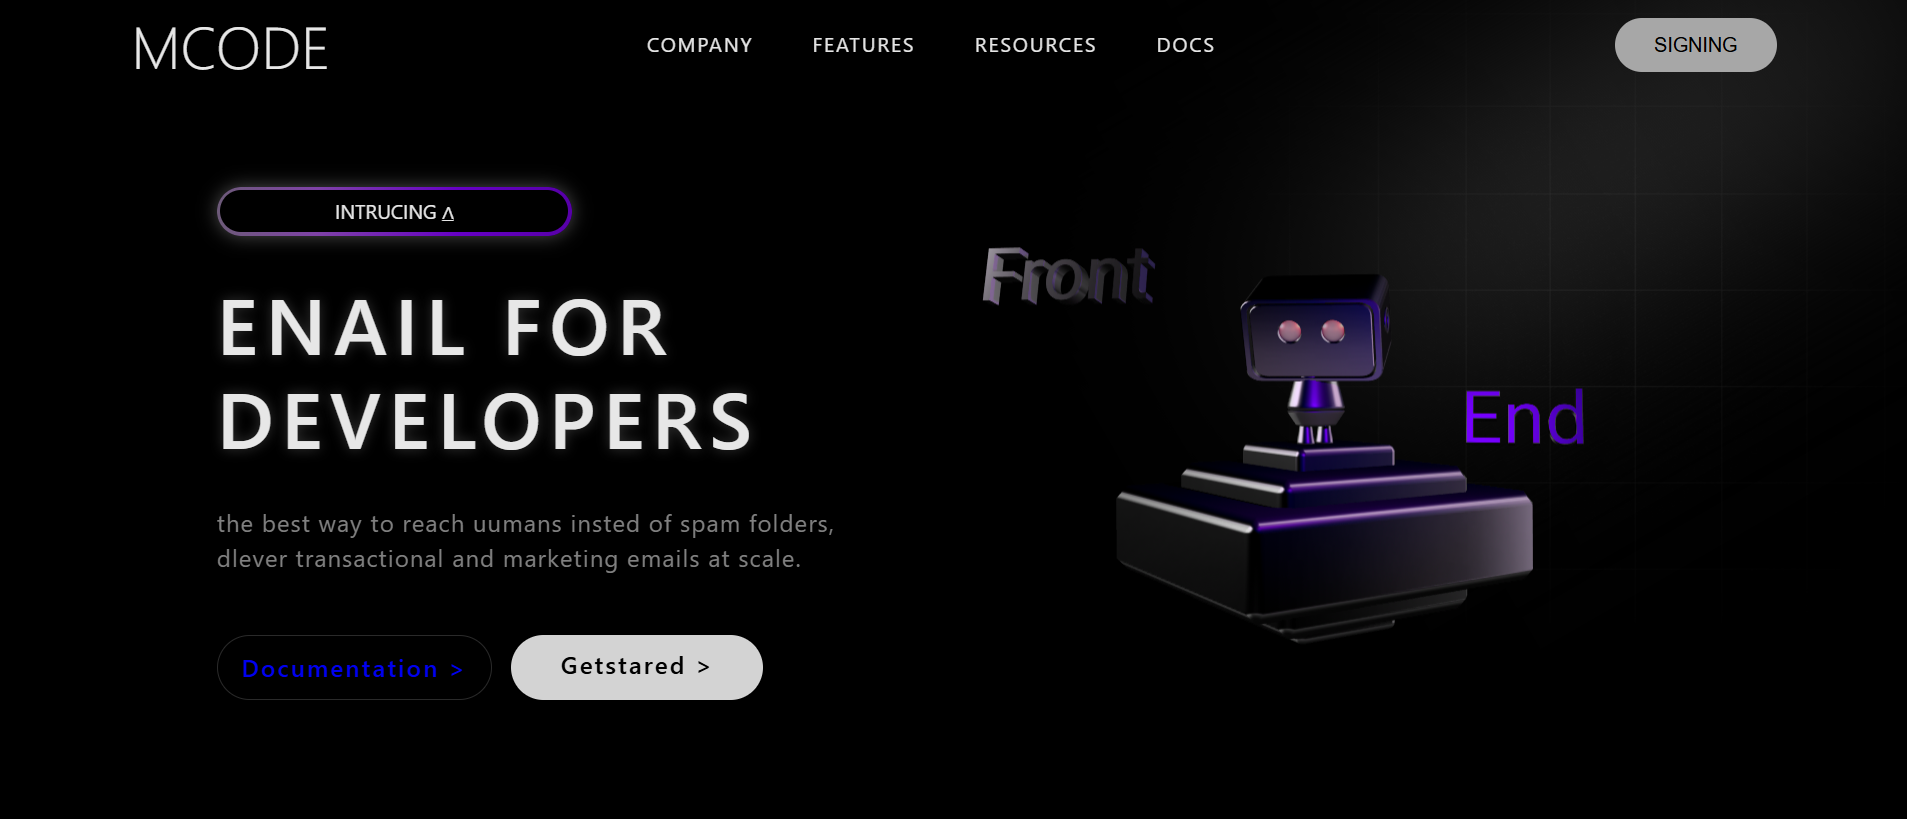 MCODE
COMPANY FEATURES RESOURCES DOCS
SIGNING
INTRUCING Δ
ENAIL FOR
DEVELOPERS
the best way to reach uumans insted of spam folders,
dlever transactional and marketing emails at scale.
Documentation >
Getstared >
Front
End